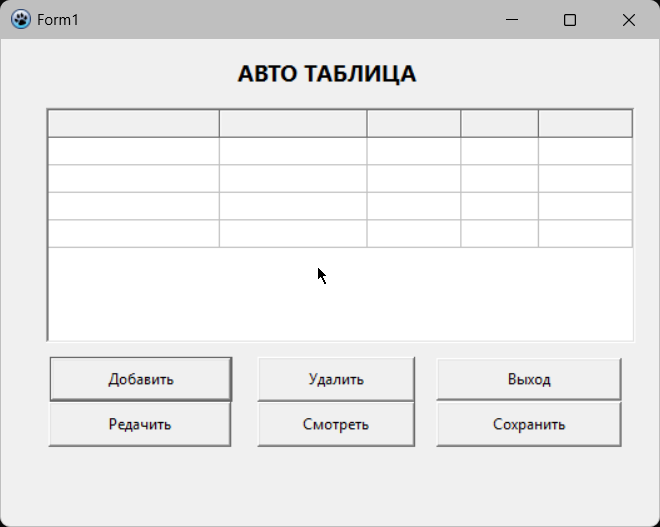 Form1
АВТО ТАБЛИЦА
Добавить Удалить Выход
Редачить Смотреть Сохранить